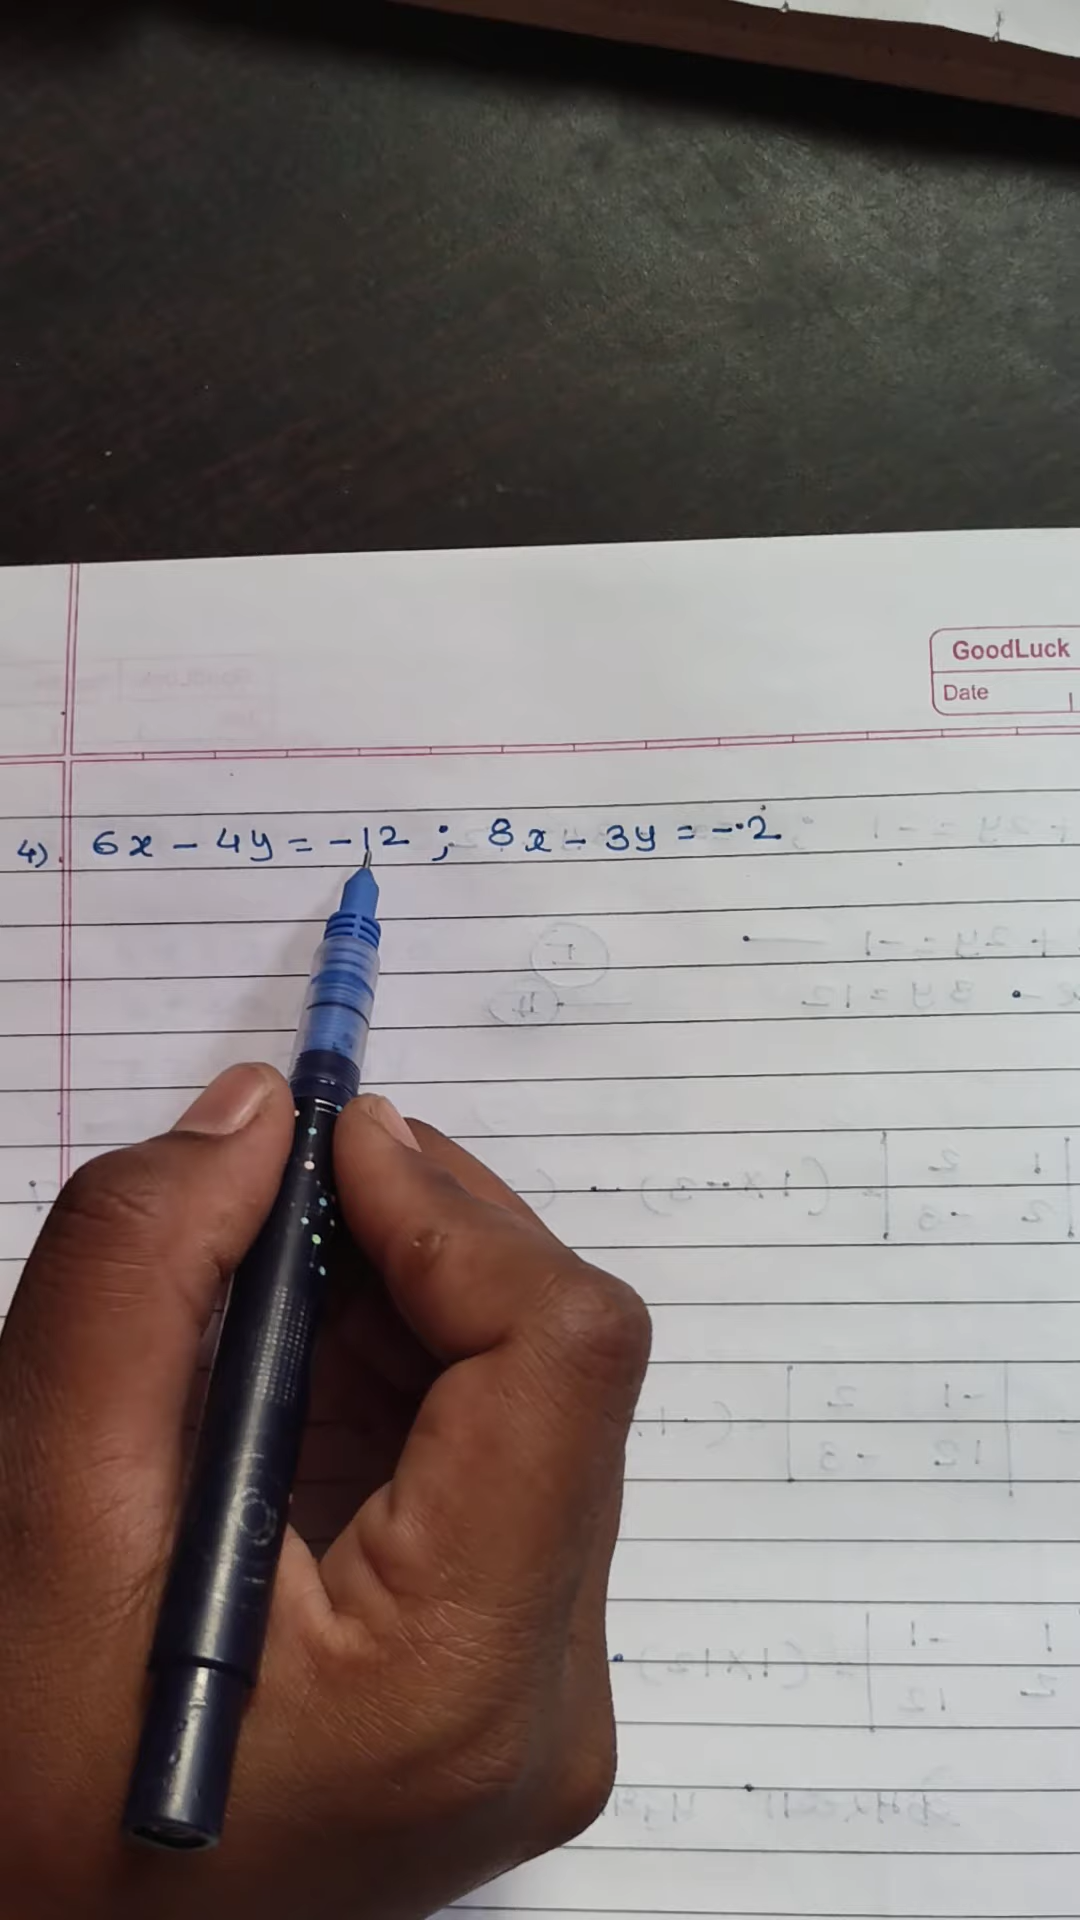 GoodLuck
Date
4). 6x - 4y = -12 ; 8x - 3y = -2